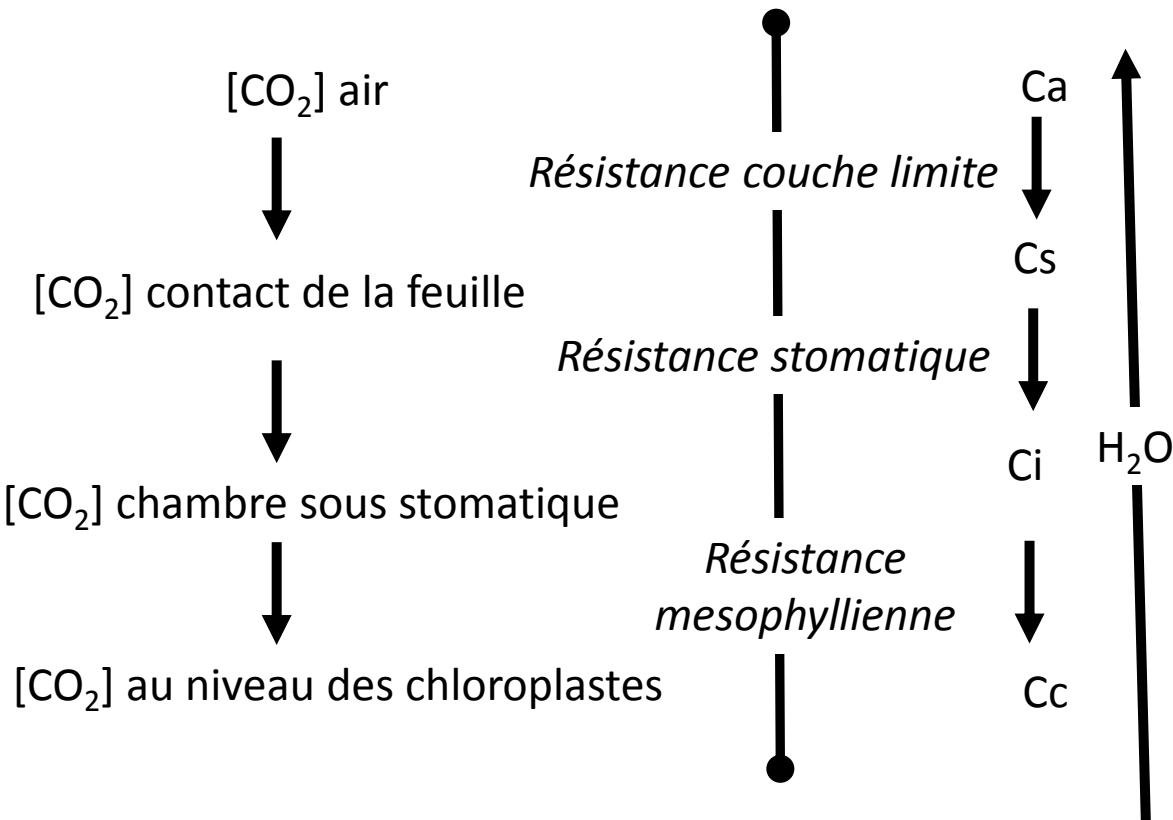 [CO₂] air
Ca
Résistance couche limite
Cs
[CO₂] contact de la feuille
Résistance stomatique
Ci
H₂O
[CO₂] chambre sous stomatique
Résistance
mesophyllienne
[CO₂] au niveau des chloroplastes
Cc